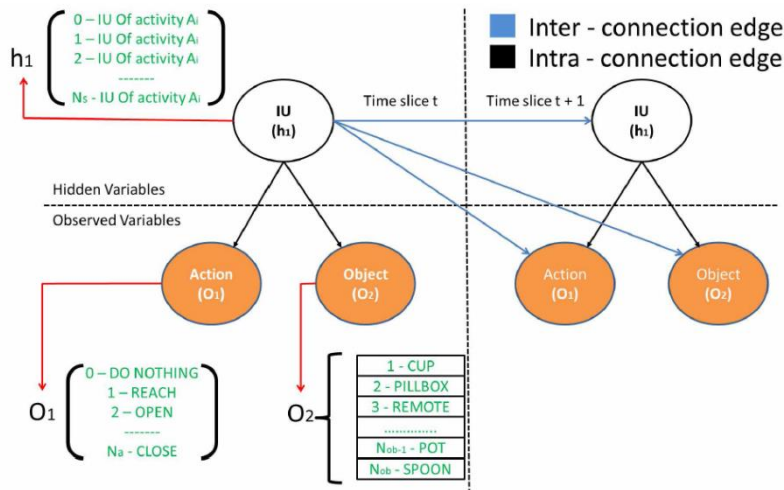 h1
0 – IU Of activity Ai
1 – IU Of activity Ai
2 – IU Of activity Ai
-------
Ns - IU Of activity Ai
Inter - connection edge
Intra - connection edge
IU
(h1)
Time slice t
Time slice t + 1
IU
(h1)
Hidden Variables
Observed Variables
Action
(O1)
Object
(O2)
Action
(O1)
Object
(O2)
O1
0 – DO NOTHING
1 – REACH
2 – OPEN
-------
Na - CLOSE
O2
1 - CUP
2 - PILLBOX
3 - REMOTE
.............
Nob-1 - POT
Nob - SPOON